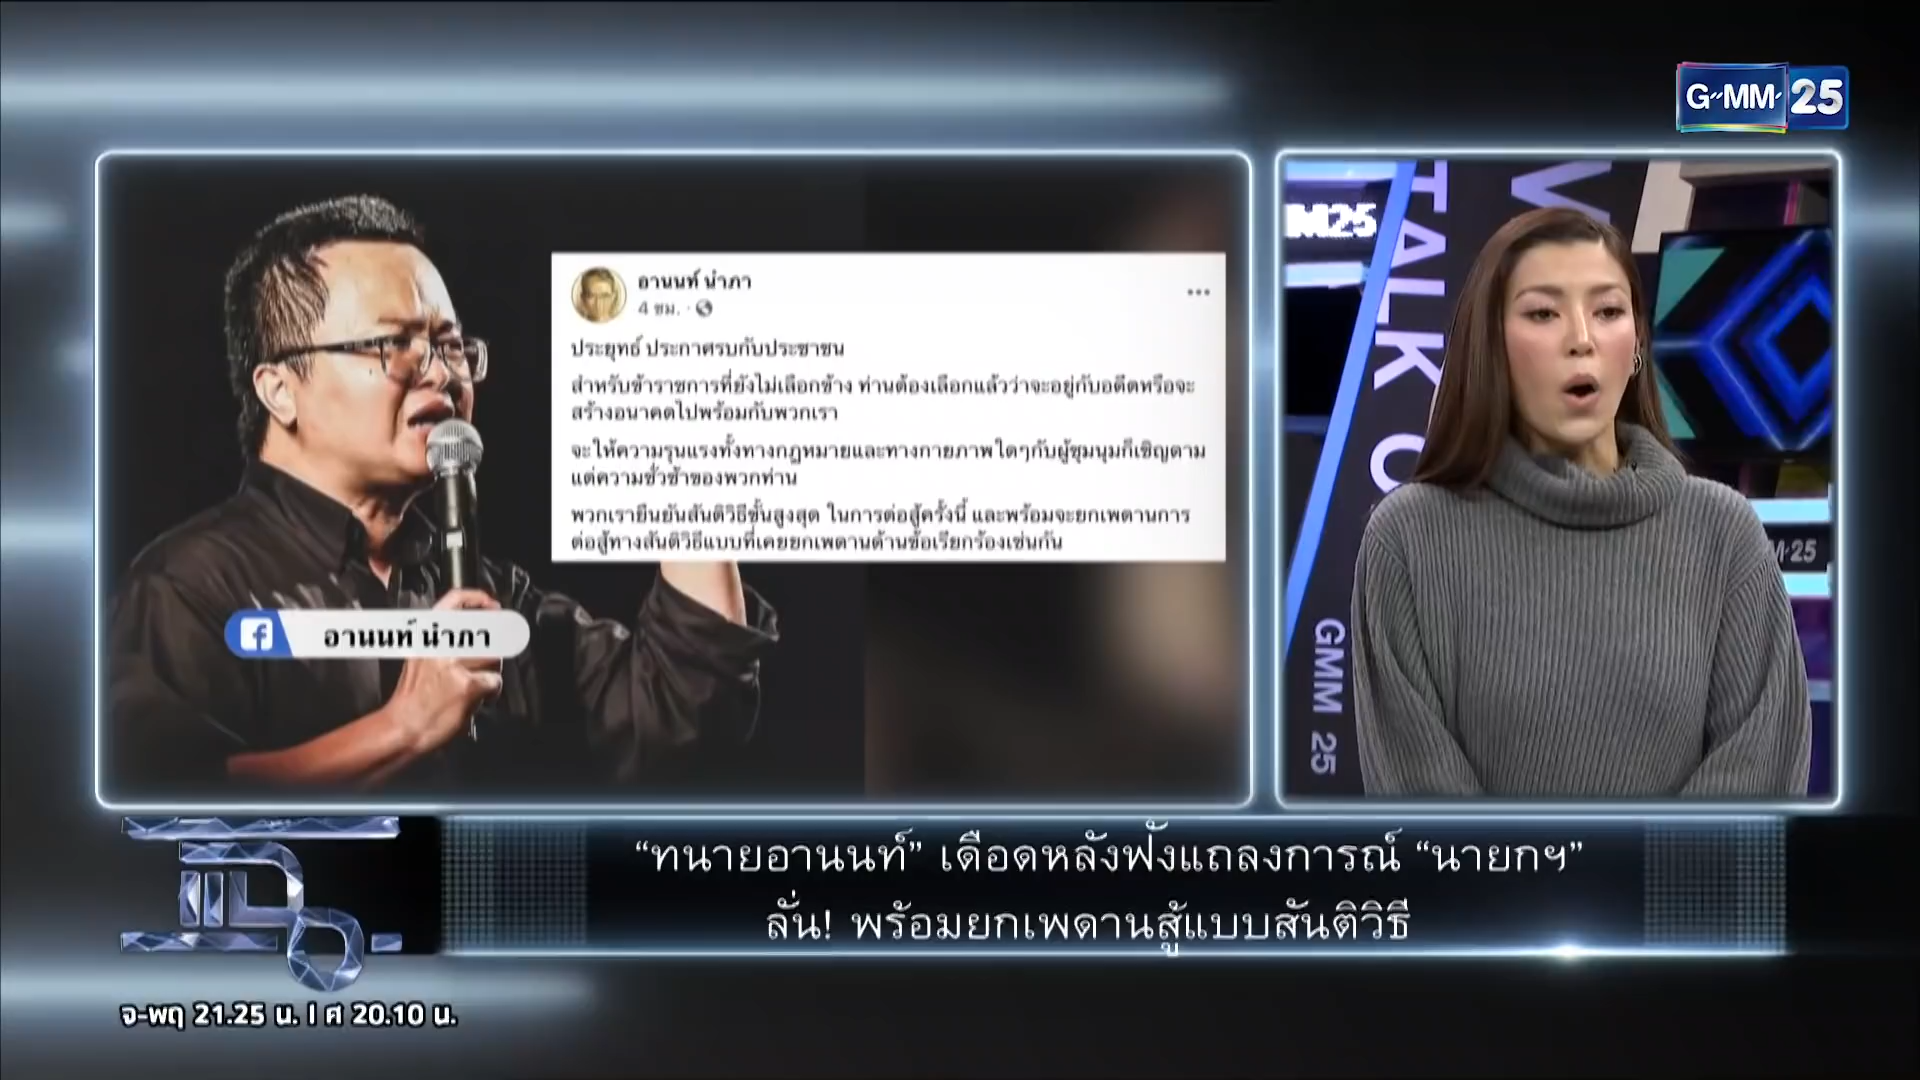 G-MM- 25
M25
TALK
GMM 25
M-25
อานนท์ นำภา
4 ชม.
ประยุทธ์ ประกาศรบกับประชาชน
สำหรับข้าราชการที่ยังไม่เลือกข้าง ท่านต้องเลือกแล้วว่าจะอยู่กับอดีตหรือจะ
สร้างอนาคตไปพร้อมกับพวกเรา
จะให้ความรุนแรงทั้งทางกฎหมายและทางกายภาพใดๆกับผู้ชุมนุมก็เชิญตาม
แต่ความชั่วช้าของพวกท่าน
พวกเรายืนยันสันติวิธีขั้นสูงสุด ในการต่อสู้ครั้งนี้ และพร้อมจะยกเพดานการ
ต่อสู้ทางสันติวิธีแบบที่เคยยกเพดานด้านข้อเรียกร้องเช่นกัน
f อานนท์ นำภา
แฉ
“ทนายอานนท์” เดือดหลังฟังแถลงการณ์ “นายกฯ”
ลั่น! พร้อมยกเพดานสู้แบบสันติวิธี
จ-พฤ 21.25 น. | ศ 20.10 น.